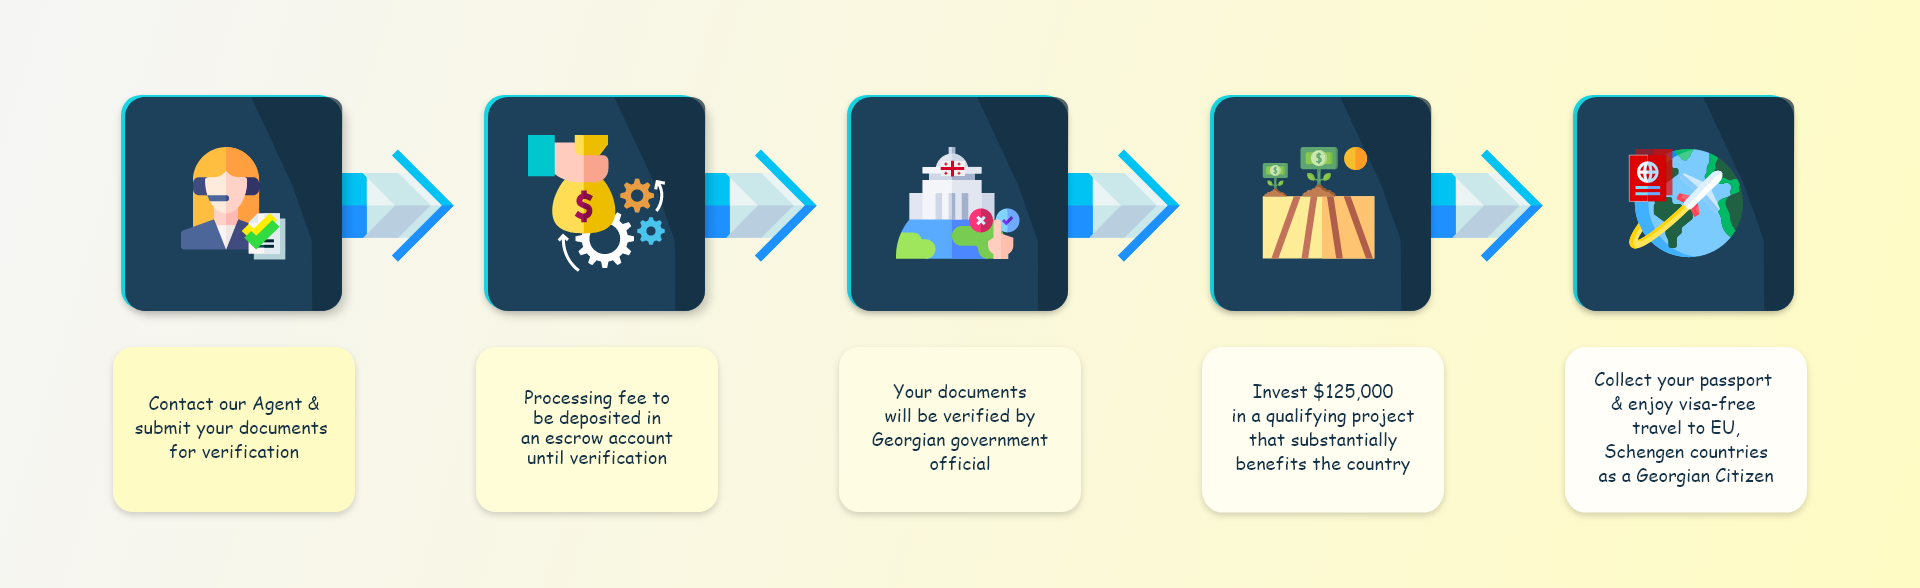 Contact our Agent &
submit your documents
for verification
Processing fee to
be deposited in
an escrow account
until verification
Your documents
will be verified by
Georgian government
official
Invest $125,000
in a qualifying project
that substantially
benefits the country
Collect your passport
& enjoy visa-free
travel to EU,
Schengen countries
as a Georgian Citizen